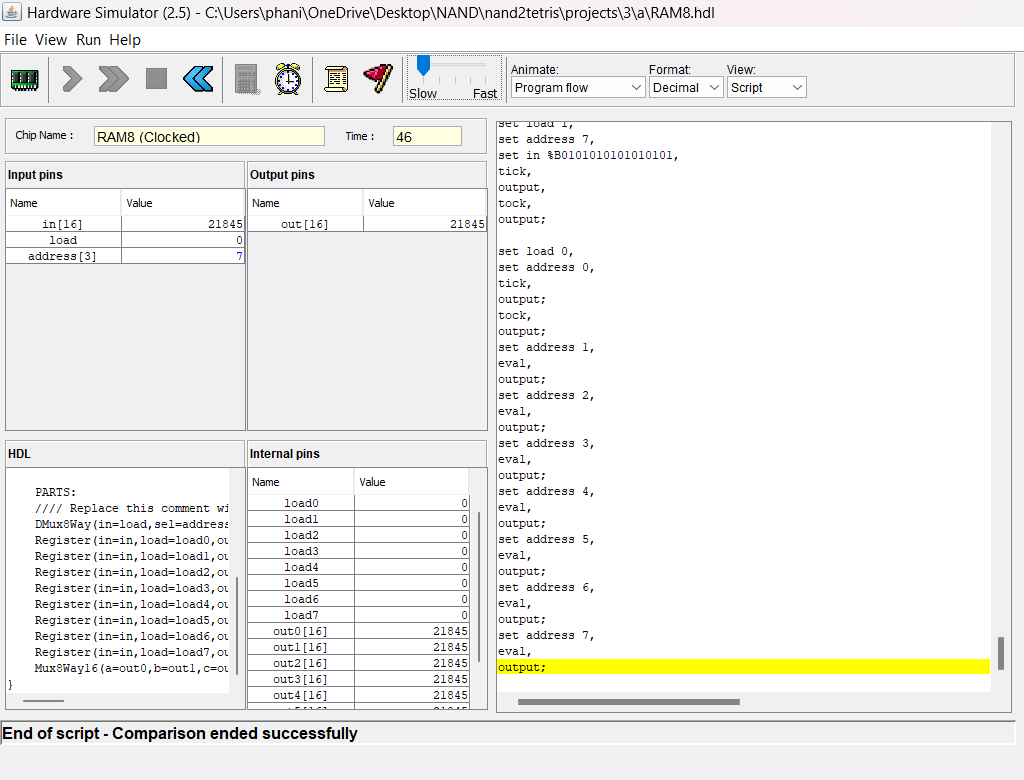 Hardware Simulator (2.5) - C:\Users\phani\OneDrive\Desktop\NAND\nand2tetris\projects\3\a\RAM8.hdl
File View Run Help
Slow Fast
Animate:
Program flow
Format:
Decimal
View:
Script
Chip Name :
RAM8 (Clocked)
Time :
46
Input pins
Name Value
in[16] 21845
load 0
address[3] 7
Output pins
Name Value
out[16] 21845
HDL
PARTS:
//// Replace this comment wi
DMux8Way(in=load,sel=address
Register(in=in,load=load0,ou
Register(in=in,load=load1,ou
Register(in=in,load=load2,ou
Register(in=in,load=load3,ou
Register(in=in,load=load4,ou
Register(in=in,load=load5,ou
Register(in=in,load=load6,ou
Register(in=in,load=load7,ou
Mux8Way16(a=out0,b=out1,c=ou
}
Internal pins
Name Value
load0 0
load1 0
load2 0
load3 0
load4 0
load5 0
load6 0
load7 0
out0[16] 21845
out1[16] 21845
out2[16] 21845
out3[16] 21845
out4[16] 21845
set load 1,
set address 7,
set in %B0101010101010101,
tick,
output,
tock,
output;
set load 0,
set address 0,
tick,
output;
tock,
output;
set address 1,
eval,
output;
set address 2,
eval,
output;
set address 3,
eval,
output;
set address 4,
eval,
output;
set address 5,
eval,
output;
set address 6,
eval,
output;
set address 7,
eval,
output;
End of script - Comparison ended successfully